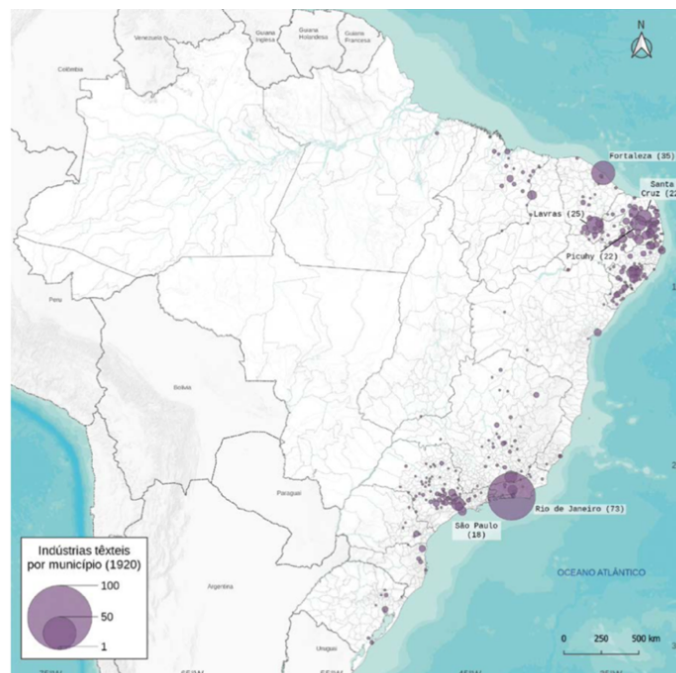 N
Venezuela
Guiana
Inglesa
Guiana
Holandesa
Guiana
Francesa
Colômbia
Fortaleza (35)
Santa
Cruz (22
Lavras (25)
Picuhy (22)
Peru
Bolívia
Paraguai
Rio de Janeiro (73)
São Paulo
(18)
Indústrias têxteis
por município (1920)
100
50
1
OCEANO ATLÂNTICO
Argentina
Uruguai
0 250 500 km